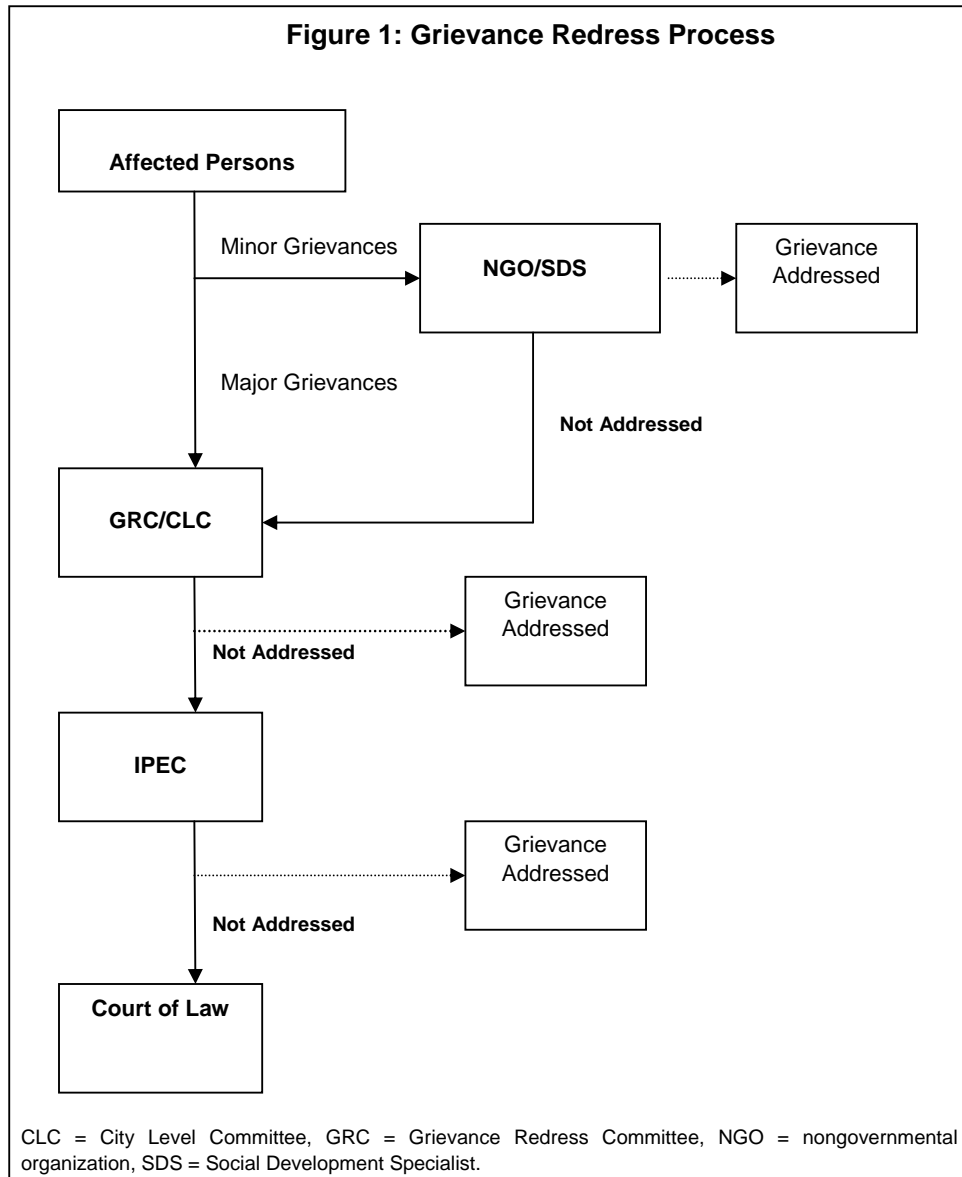 Figure 1: Grievance Redress Process
Affected Persons
Minor Grievances
NGO/SDS
Grievance
Addressed
Major Grievances
Not Addressed
GRC/CLC
Grievance
Addressed
Not Addressed
IPEC
Grievance
Addressed
Not Addressed
Court of Law
CLC = City Level Committee, GRC = Grievance Redress Committee, NGO = nongovernmental
organization, SDS = Social Development Specialist.